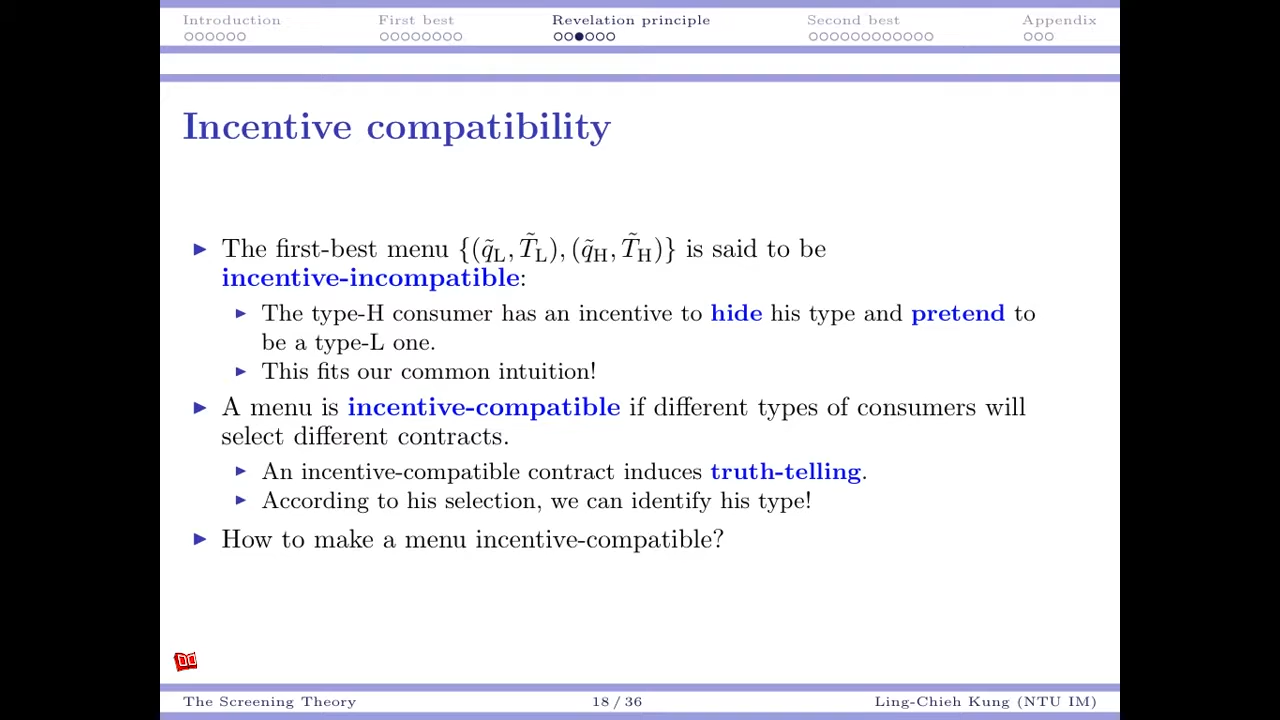 Introduction First best Revelation principle Second best Appendix
Incentive compatibility
The first-best menu {(q̃L, T̃L), (q̃H, T̃H)} is said to be
incentive-incompatible:
The type-H consumer has an incentive to hide his type and pretend to
be a type-L one.
This fits our common intuition!
A menu is incentive-compatible if different types of consumers will
select different contracts.
An incentive-compatible contract induces truth-telling.
According to his selection, we can identify his type!
How to make a menu incentive-compatible?
The Screening Theory 18 / 36 Ling-Chieh Kung (NTU IM)